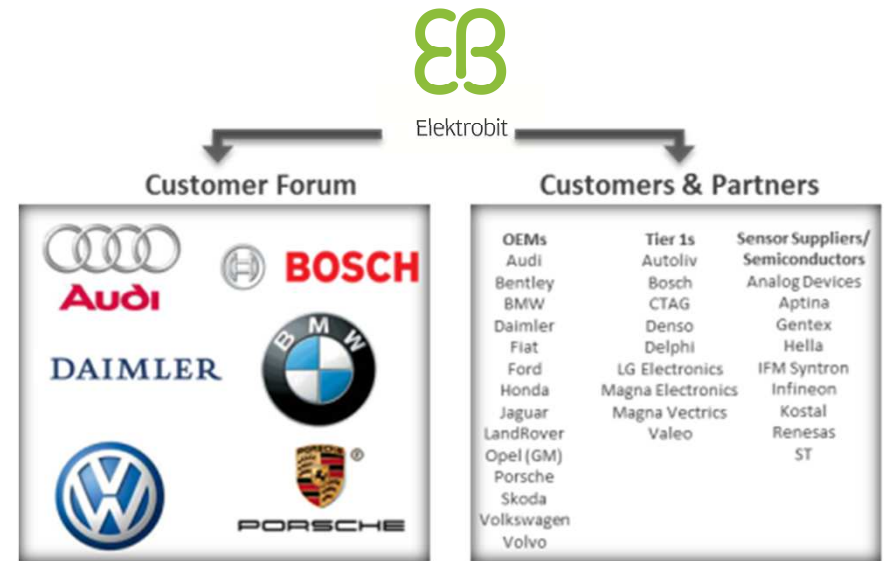 Elektrobit
Customer Forum
Audi
BOSCH
DAIMLER
BMW
VW
PORSCHE
®
PORSCHE
Customers & Partners
OEMs
Audi
Bentley
BMW
Daimler
Fiat
Ford
Honda
Jaguar
LandRover
Opel (GM)
Porsche
Skoda
Volkswagen
Volvo
Tier 1s
Autoliv
Bosch
CTAG
Denso
Delphi
LG Electronics
Magna Electronics
Magna Vectrics
Valeo
Sensor Suppliers/
Semiconductors
Analog Devices
Aptina
Gentex
Hella
IFM Syntron
Infineon
Kostal
Renesas
ST